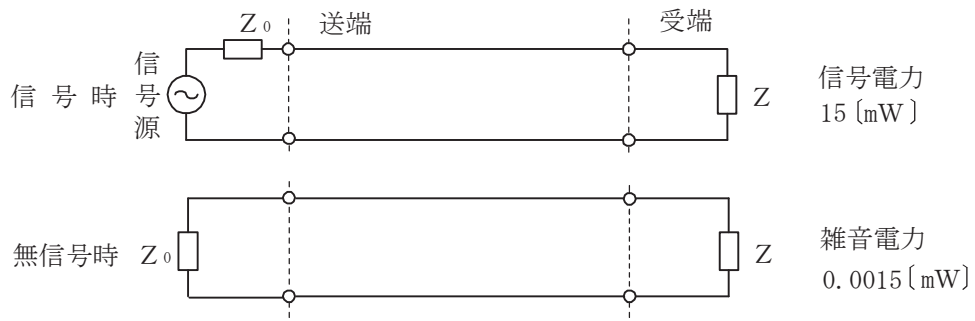 Z₀ 送端 受端
信号時 信号源 Z 信号電力
15〔mW〕
無信号時 Z₀ Z 雑音電力
0.0015〔mW〕